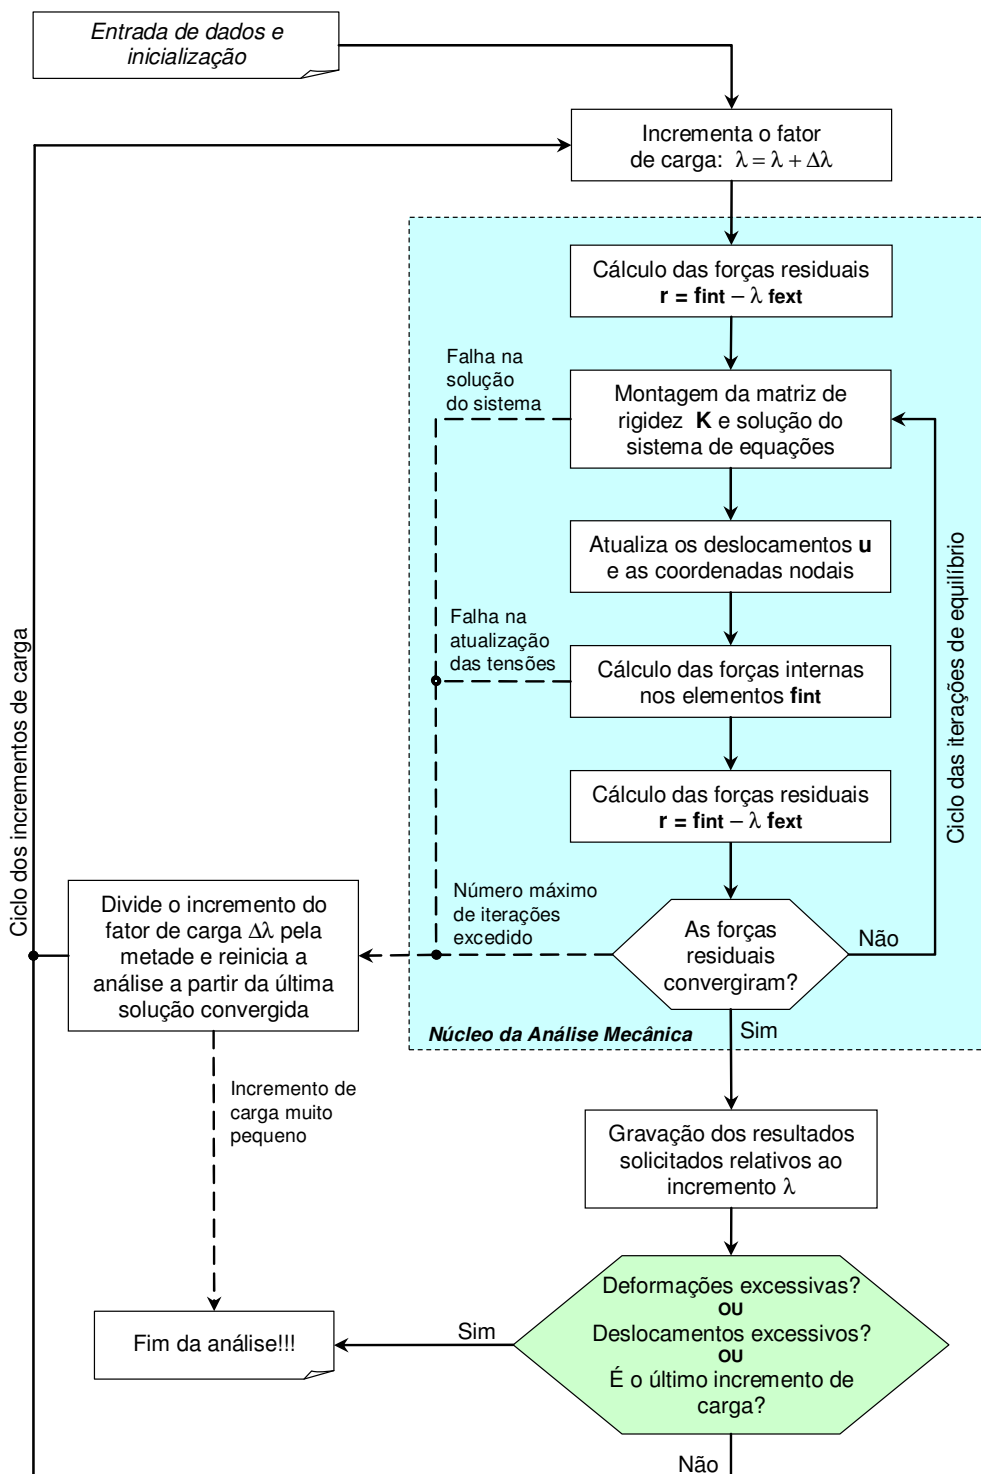 Entrada de dados e
inicialização
Incrementa o fator
de carga: λ = λ + Δλ
Cálculo das forças residuais
r = fint − λ fext
Falha na
solução
do sistema
Montagem da matriz de
rigidez K e solução do
sistema de equações
Atualiza os deslocamentos u
e as coordenadas nodais
Falha na
atualização
das tensões
Cálculo das forças internas
nos elementos fint
Cálculo das forças residuais
r = fint − λ fext
Ciclo das iterações de equilíbrio
Ciclo dos incrementos de carga
Divide o incremento do
fator de carga Δλ pela
metade e reinicia a
análise a partir da última
solução convergida
Número máximo
de iterações
excedido
As forças
residuais
convergiram?
Não
Sim
Núcleo da Análise Mecânica
Incremento de
carga muito
pequeno
Gravação dos resultados
solicitados relativos ao
incremento λ
Deformações excessivas?
OU
Deslocamentos excessivos?
OU
É o último incremento de
carga?
Sim
Fim da análise!!!
Não